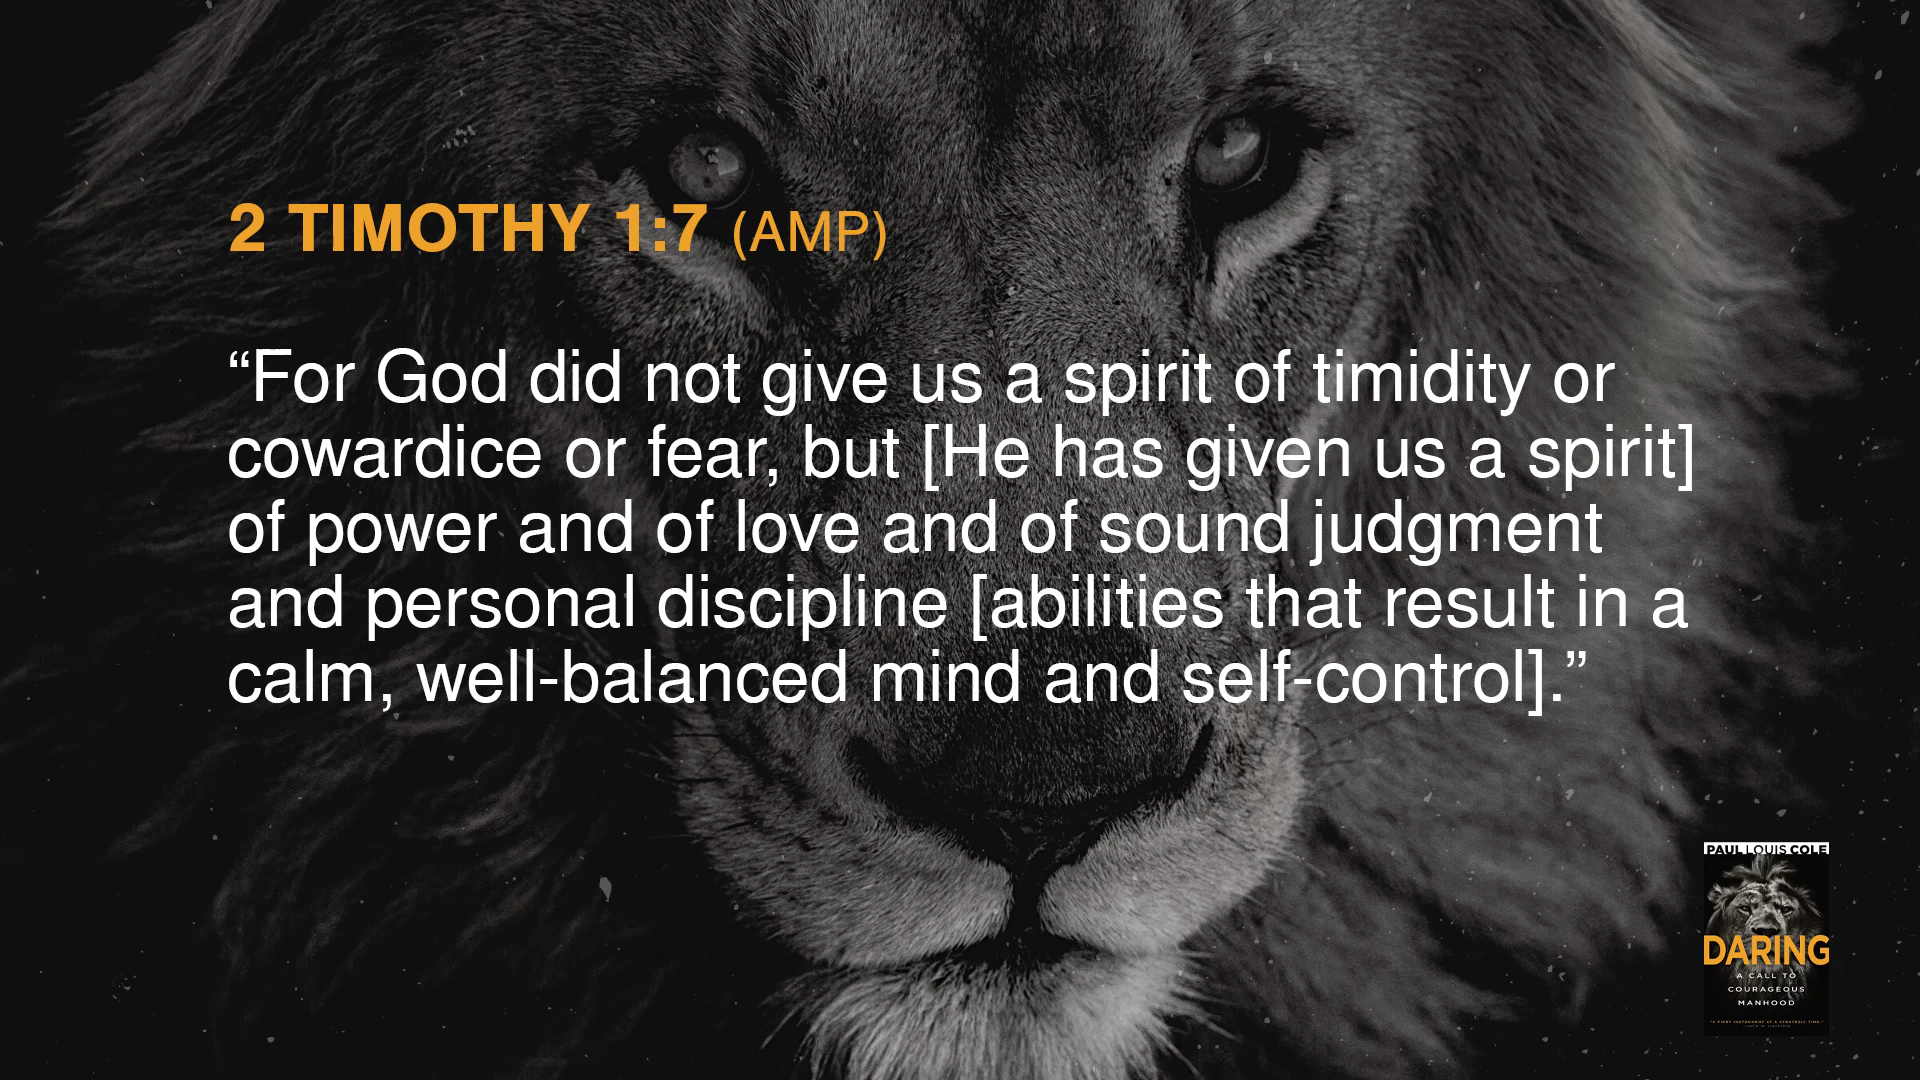 2 TIMOTHY 1:7 (AMP)
“For God did not give us a spirit of timidity or
cowardice or fear, but [He has given us a spirit]
of power and of love and of sound judgment
and personal discipline [abilities that result in a
calm, well-balanced mind and self-control].”
PAUL LOUIS COLE
DARING
A CALL TO
COURAGEOUS
MANHOOD